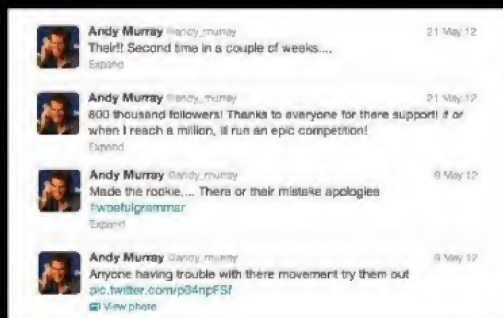 Andy Murray @andy_murray 21 May 12
Their!! Second time in a couple of weeks....
Expand
Andy Murray @andy_murray 21 May 12
800 thousand followers! Thanks to everyone for there support! if or
when I reach a million, ill run an epic competition!
Expand
Andy Murray @andy_murray 9 May 12
Made the rookie.... There or their mistake apologies
#woefulgrammar
Expand
Andy Murray @andy_murray 9 May 12
Anyone having trouble with there movement try them out
pic.twitter.com/p84npFSf
View photo